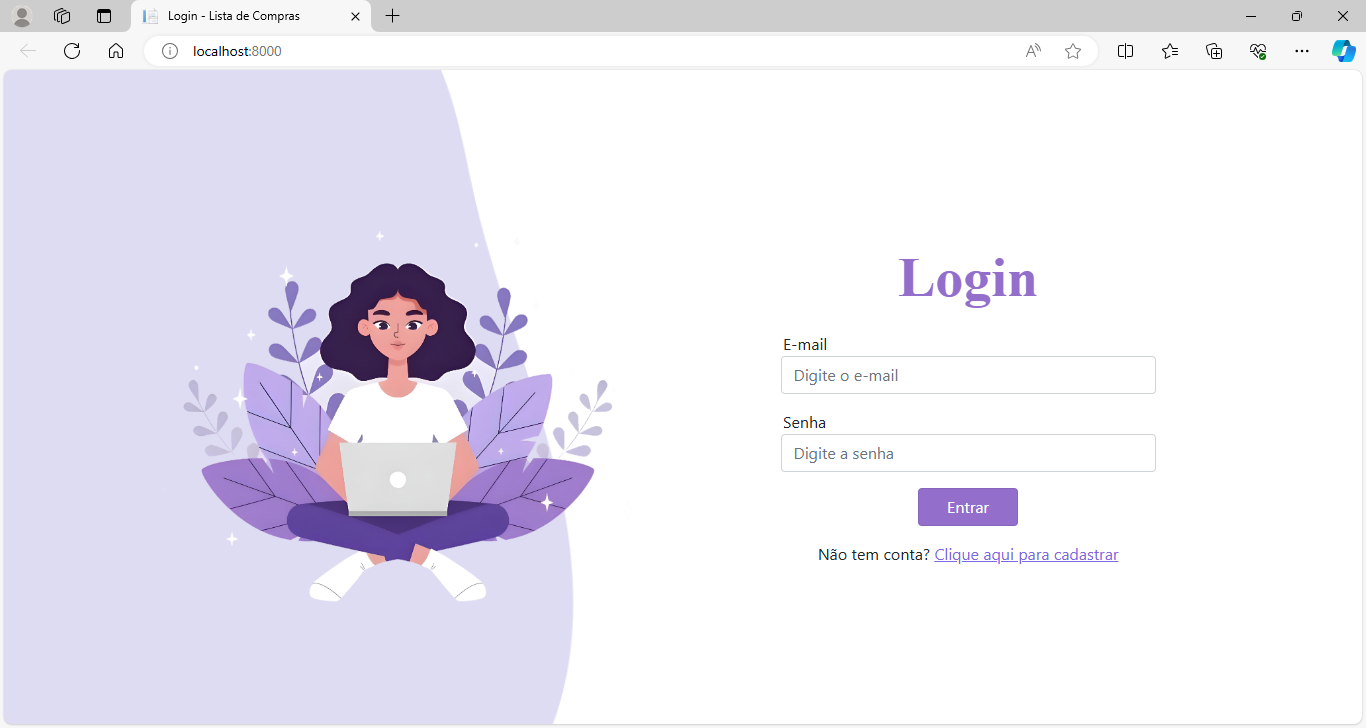 Login - Lista de Compras
localhost:8000
Login
E-mail
Digite o e-mail
Senha
Digite a senha
Entrar
Não tem conta? Clique aqui para cadastrar